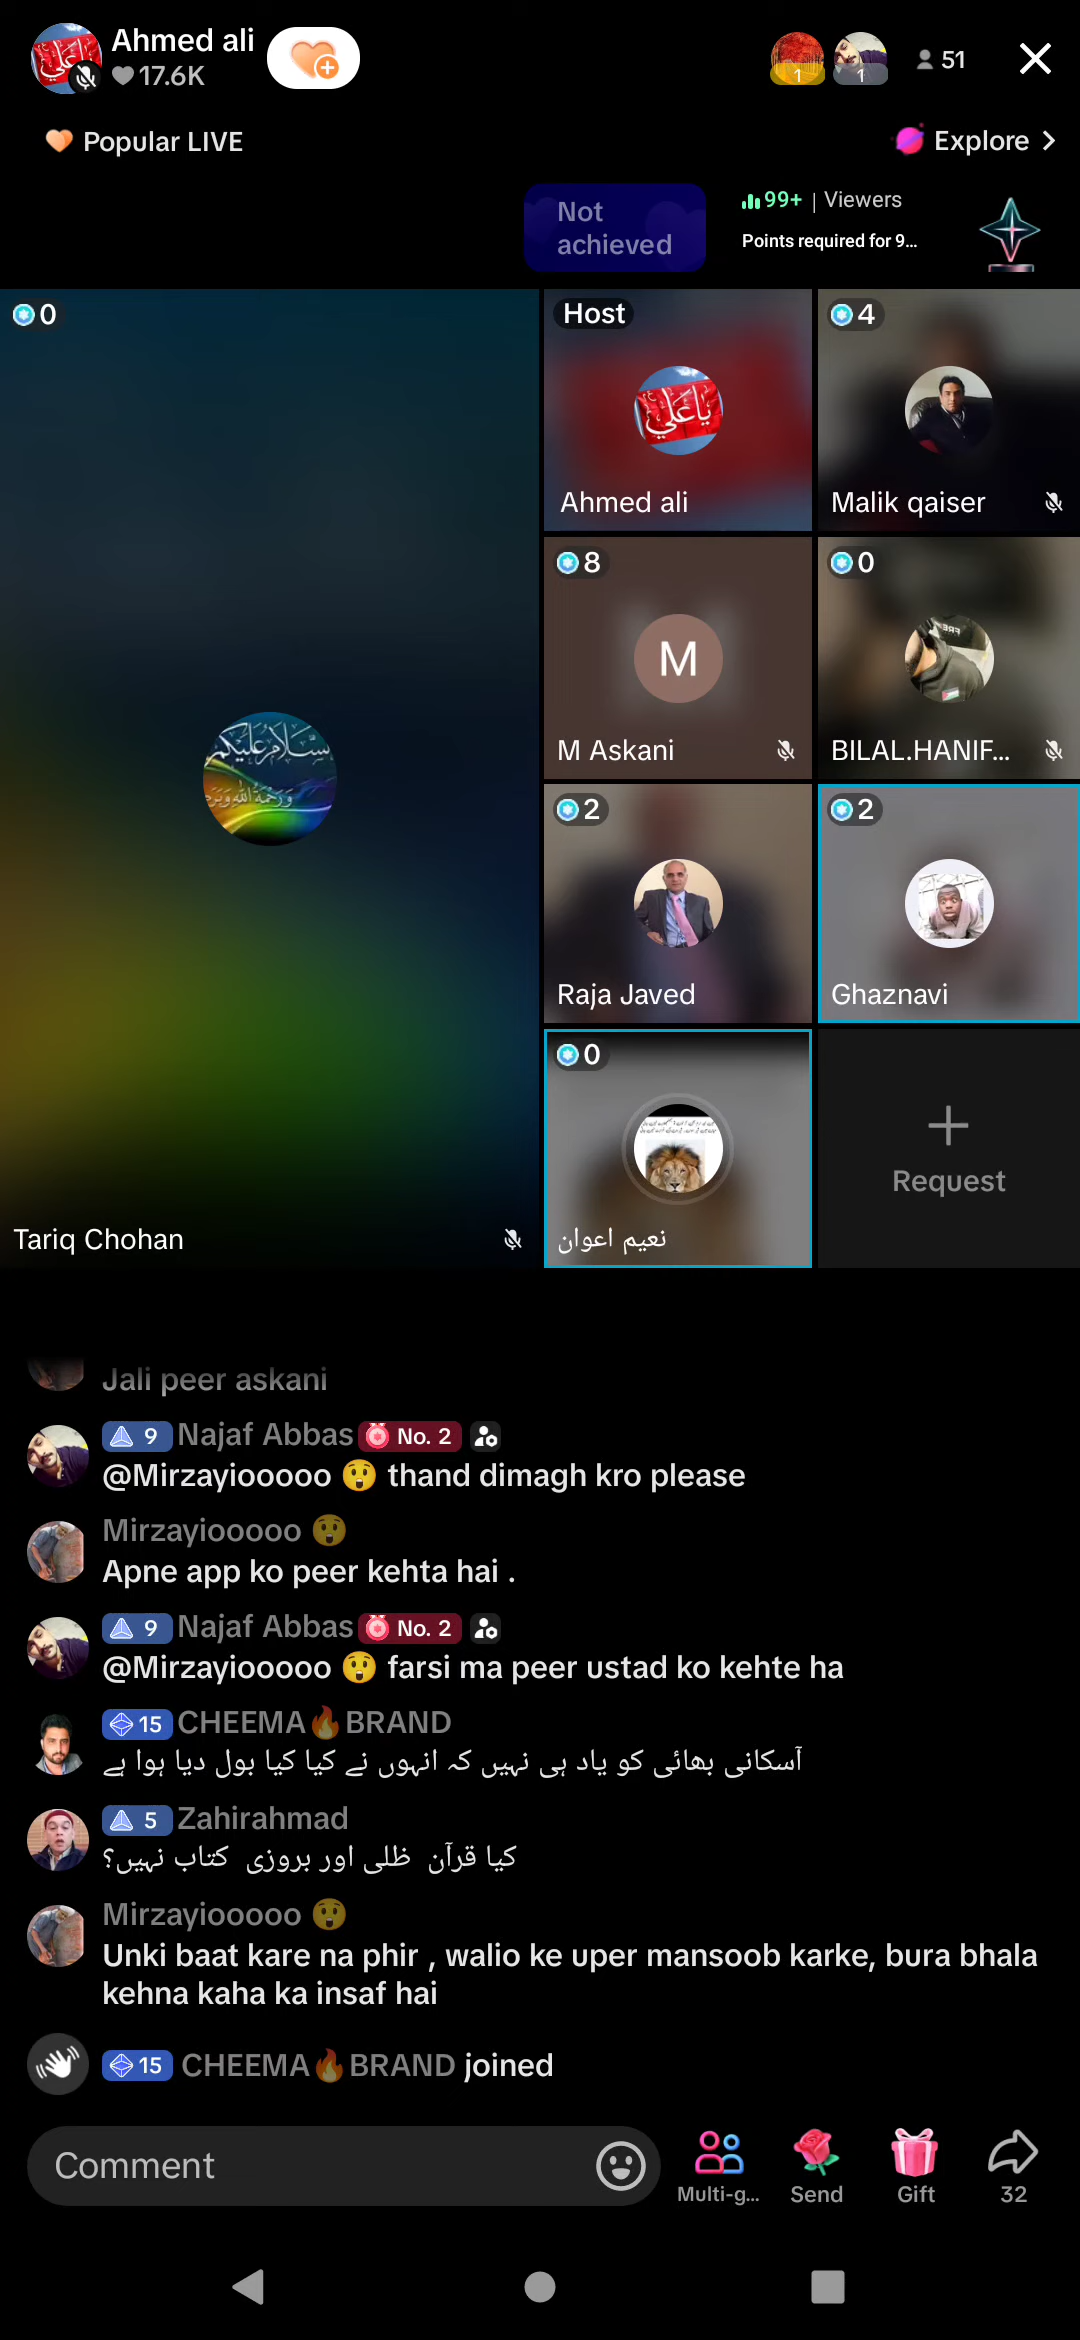 Ahmed ali
17.6K
1
1
51
Popular LIVE
Explore
Not
achieved
99+ | Viewers
Points required for 9...
0
Host
ياعلي
Ahmed ali
4
Malik qaiser
8
M
M Askani
0
BILAL.HANIF...
2
Raja Javed
2
Ghaznavi
0
نعیم اعوان
Request
Tariq Chohan
Jali peer askani
9 Najaf Abbas No. 2
@Mirzayiooooo 😲 thand dimagh kro please
Mirzayiooooo 😲
Apne app ko peer kehta hai .
9 Najaf Abbas No. 2
@Mirzayiooooo 😲 farsi ma peer ustad ko kehte ha
15 CHEEMA🔥BRAND
آسکانی بھائی کو یاد ہی نہیں کہ انہوں نے کیا کیا بول دیا ہوا ہے
5 Zahirahmad
کیا قرآن ظلی اور بروزی کتاب نہیں؟
Mirzayiooooo 😲
Unki baat kare na phir , walio ke uper mansoob karke, bura bhala
kehna kaha ka insaf hai
15 CHEEMA🔥BRAND joined
Comment
Multi-g...
Send
Gift
32